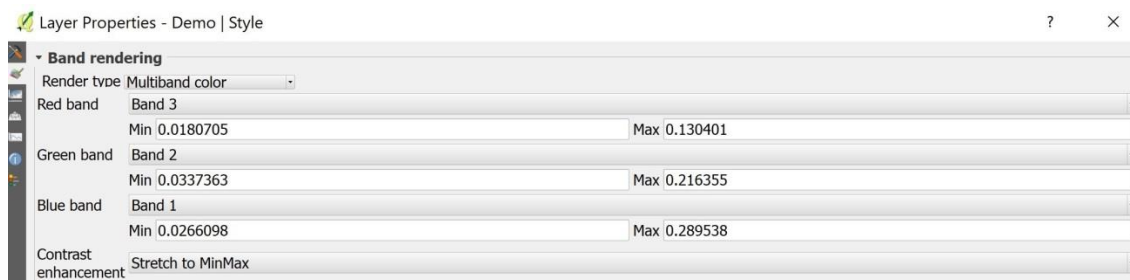 Layer Properties - Demo | Style ? ×
Band rendering
Render type Multiband color
Red band Band 3
Min 0.0180705 Max 0.130401
Green band Band 2
Min 0.0337363 Max 0.216355
Blue band Band 1
Min 0.0266098 Max 0.289538
Contrast
enhancement Stretch to MinMax